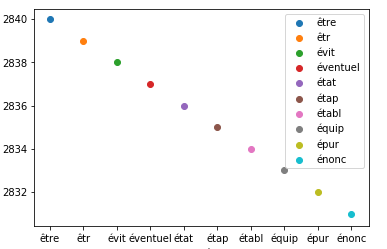 2840
2838
2836
2834
2832
être
êtr
évit
éventuel
état
étap
établ
équip
épur
énonc
être
êtr
évit
éventuel
état
étap
établ
équip
épur
énonc